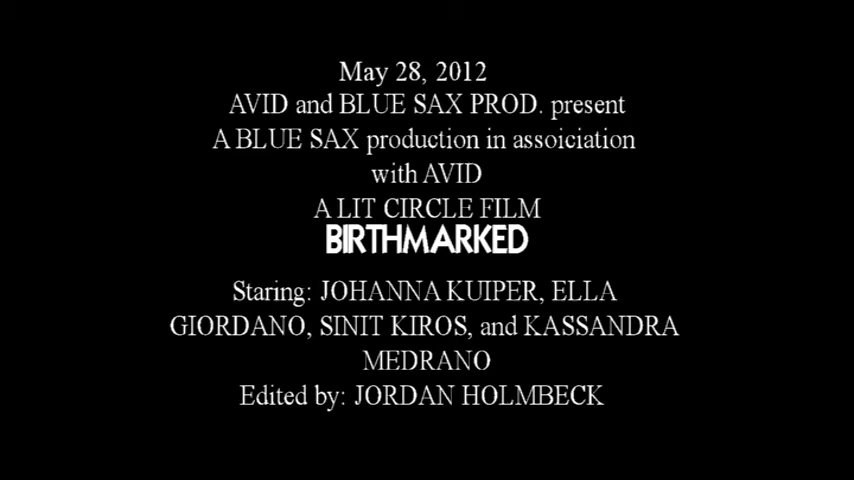 May 28, 2012
AVID and BLUE SAX PROD. present
A BLUE SAX production in assoiciation
with AVID
A LIT CIRCLE FILM
BIRTHMARKED
Staring: JOHANNA KUIPER, ELLA
GIORDANO, SINIT KIROS, and KASSANDRA
MEDRANO
Edited by: JORDAN HOLMBECK